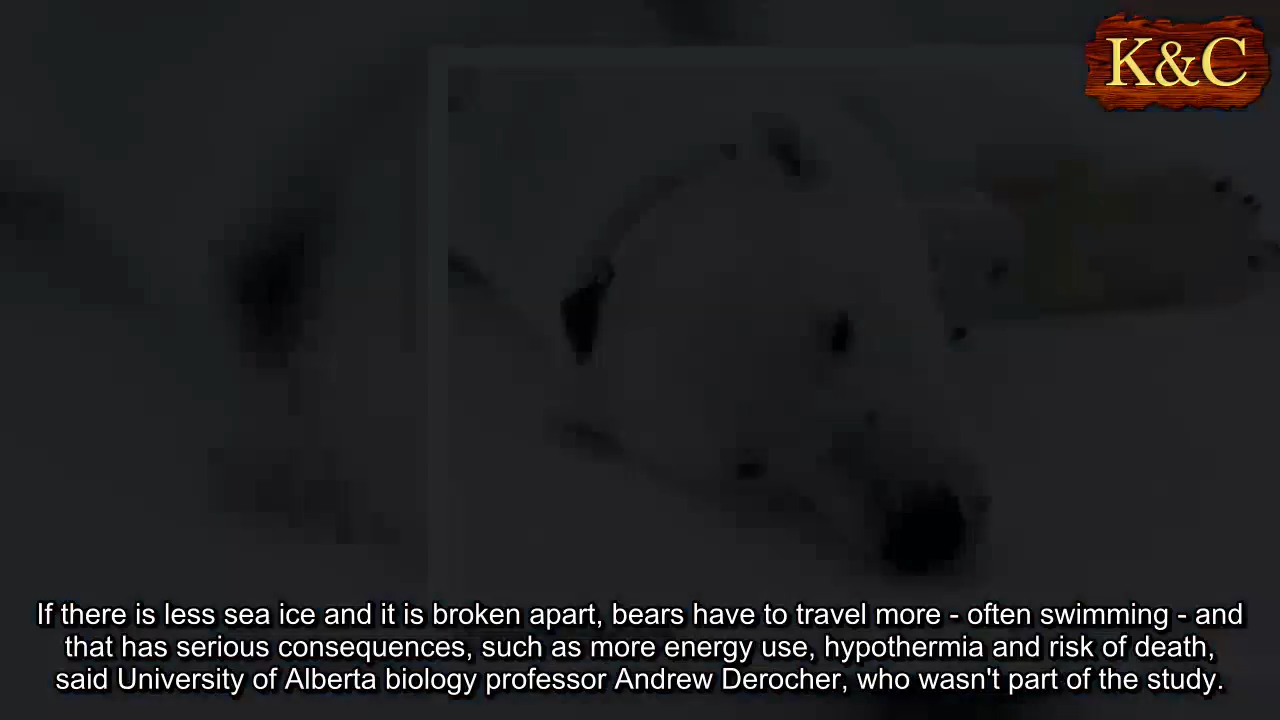 K&C
If there is less sea ice and it is broken apart, bears have to travel more - often swimming - and
that has serious consequences, such as more energy use, hypothermia and risk of death,
said University of Alberta biology professor Andrew Derocher, who wasn't part of the study.